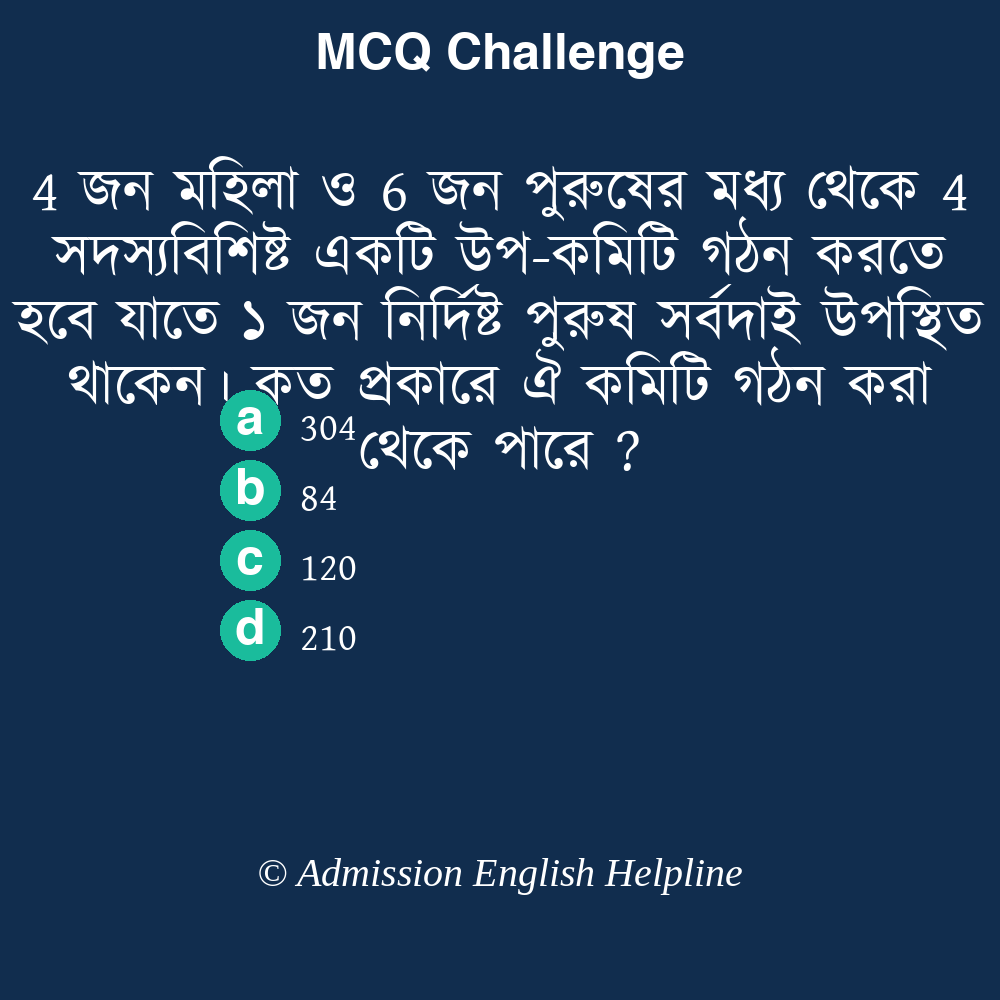 MCQ Challenge
4 জন মহিলা ও 6 জন পুরুষের মধ্য থেকে 4
সদস্যবিশিষ্ট একটি উপ-কমিটি গঠন করতে
হবে যাতে ১ জন নির্দিষ্ট পুরুষ সর্বদাই উপস্থিত
থাকেন। কত প্রকারে ঐ কমিটি গঠন করা
থেকে পারে ?
a 304
b 84
c 120
d 210
© Admission English Helpline